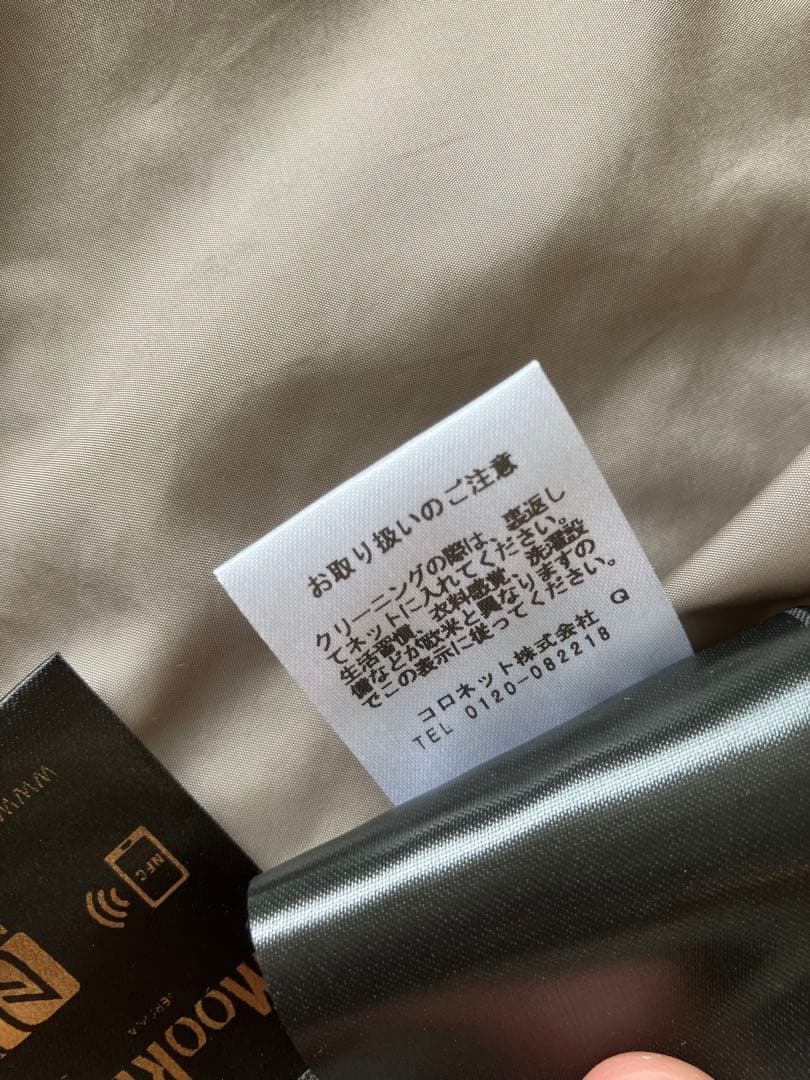 お取り扱いのご注意
クリーニングの際は、裏返し
てネットに入れてください。
生活習慣、衣料感覚、洗濯設
備などが欧米と異なりますの
でこの表示に従ってください。
コロネット株式会社 Q
TEL 0120-082218
WWW
NFC